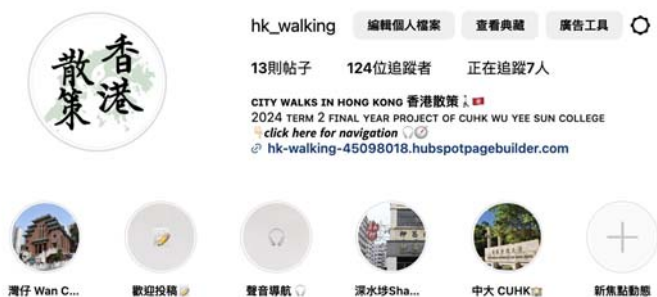 香港
散策
hk_walking 編輯個人檔案 查看典藏 廣告工具
13則帖子 124位追蹤者 正在追蹤7人
CITY WALKS IN HONG KONG 香港散策🚶🇭🇰
2024 TERM 2 FINAL YEAR PROJECT OF CUHK WU YEE SUN COLLEGE
👇🏻click here for navigation 🎧🧭
hk-walking-45098018.hubspotpagebuilder.com
灣仔 Wan C... 歡迎投稿📝 聲音導航🎧 深水埗Sha... 中大 CUHK🏫 新焦點動態